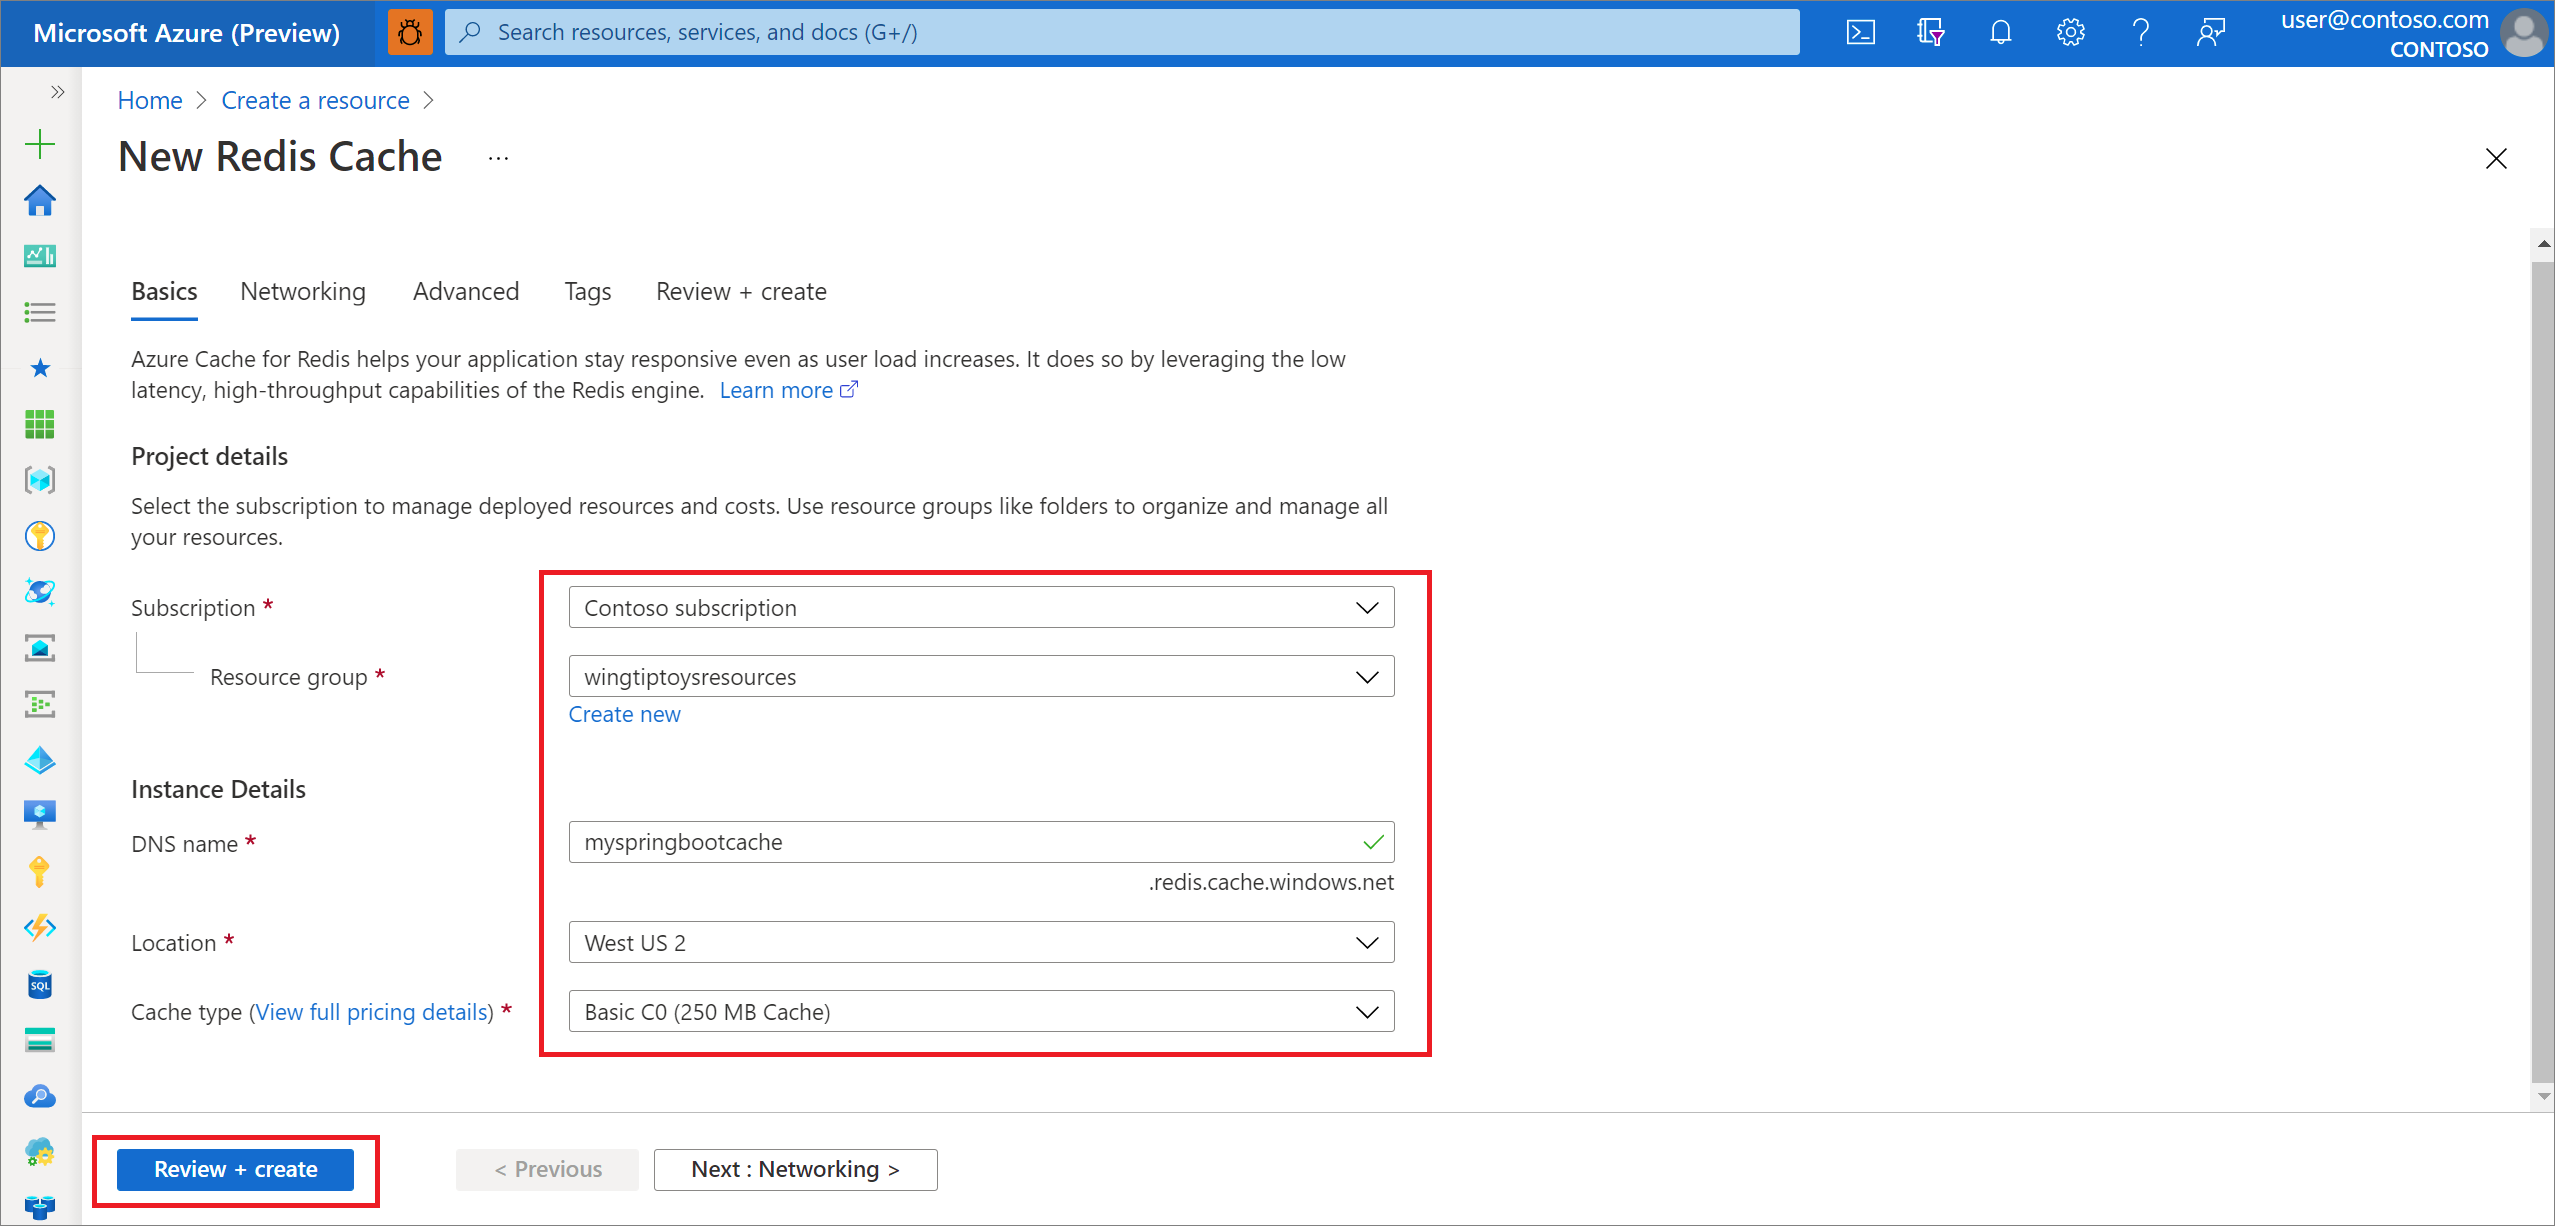 Microsoft Azure (Preview)
Search resources, services, and docs (G+/)
user@contoso.com
CONTOSO
Home > Create a resource >
New Redis Cache ...
Basics Networking Advanced Tags Review + create
Azure Cache for Redis helps your application stay responsive even as user load increases. It does so by leveraging the low
latency, high-throughput capabilities of the Redis engine. Learn more
Project details
Select the subscription to manage deployed resources and costs. Use resource groups like folders to organize and manage all
your resources.
Subscription * Contoso subscription
Resource group * wingtiptoysresources
Create new
Instance Details
DNS name * myspringbootcache
.redis.cache.windows.net
Location * West US 2
Cache type (View full pricing details) * Basic C0 (250 MB Cache)
SQL
Review + create < Previous Next : Networking >